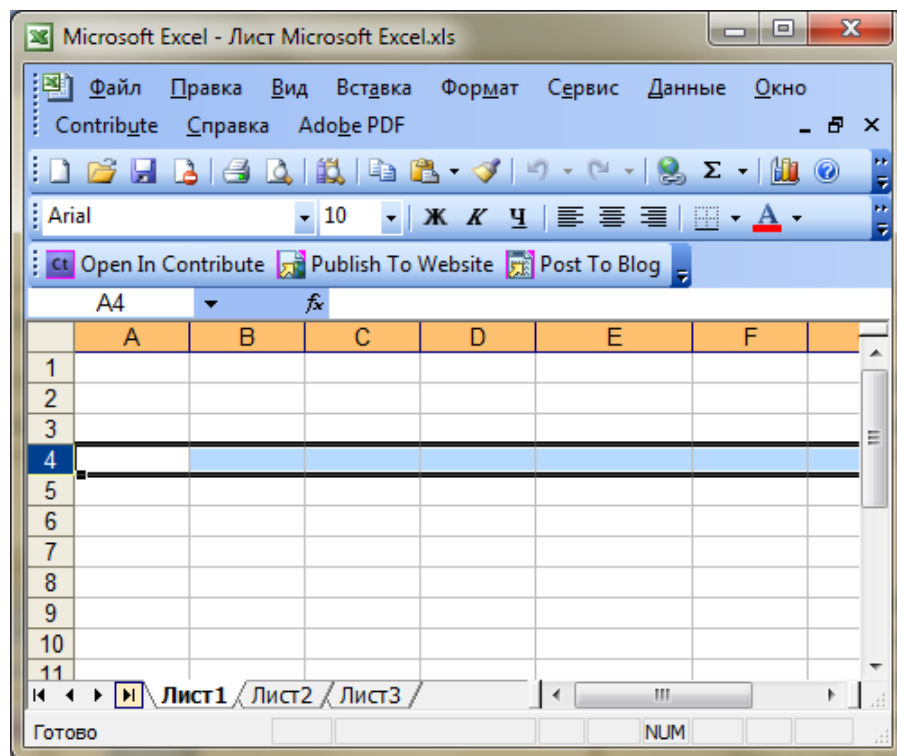 Microsoft Excel - Лист Microsoft Excel.xls
Файл Правка Вид Вставка Формат Сервис Данные Окно
Contribute Справка Adobe PDF
Σ
Arial 10 Ж К Ч A
Ct Open In Contribute Publish To Website Post To Blog
A4 fx
A B C D E F
1
2
3
4
5
6
7
8
9
10
11
Лист1 Лист2 Лист3
Готово NUM